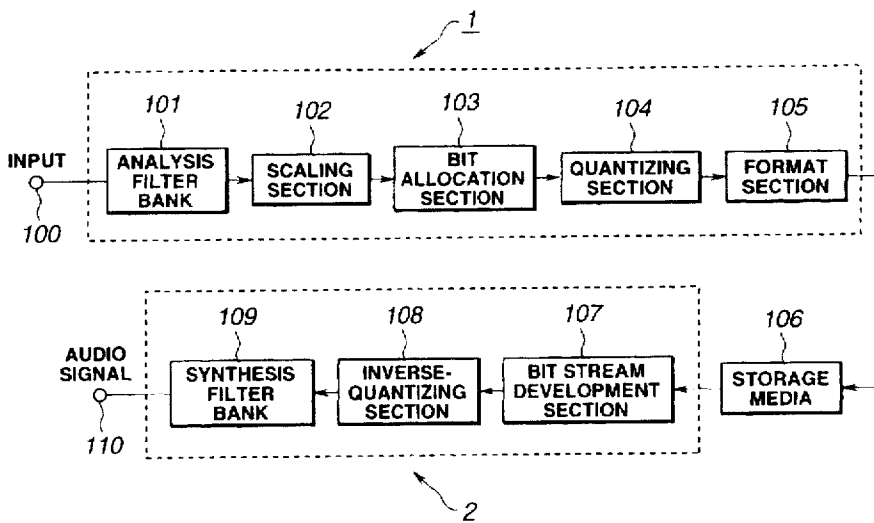 1
101
102
103
104
105
INPUT
ANALYSIS
FILTER
BANK
SCALING
SECTION
BIT
ALLOCATION
SECTION
QUANTIZING
SECTION
FORMAT
SECTION
100
109
108
107
106
AUDIO
SIGNAL
SYNTHESIS
FILTER
BANK
INVERSE-
QUANTIZING
SECTION
BIT STREAM
DEVELOPMENT
SECTION
STORAGE
MEDIA
110
2